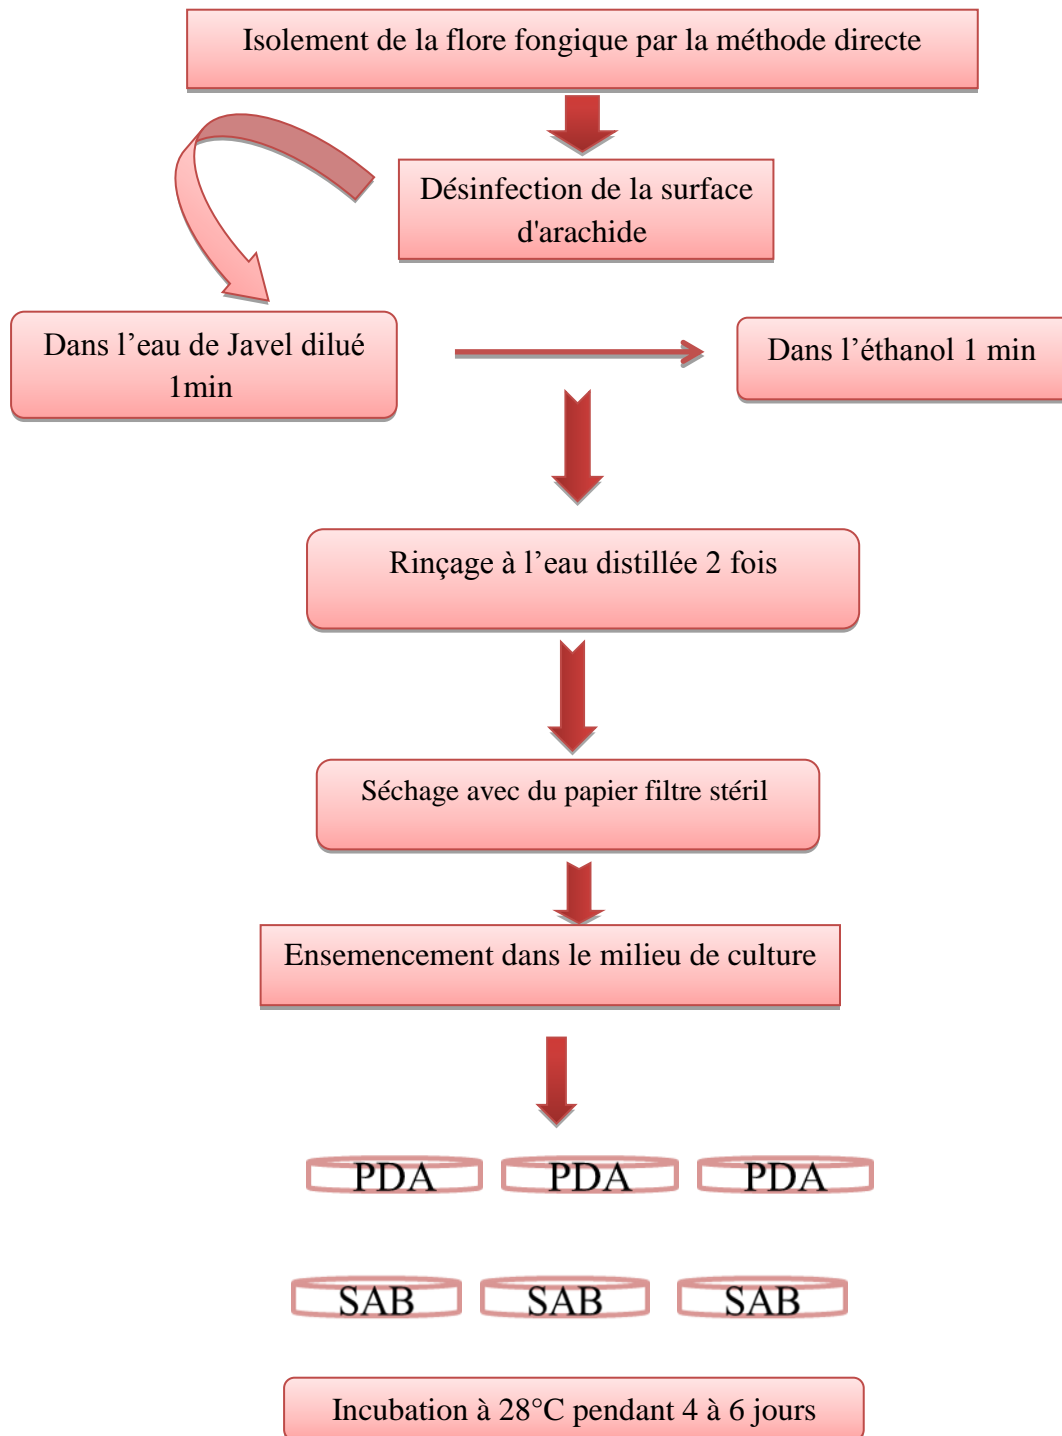 Isolement de la flore fongique par la méthode directe
Désinfection de la surface
d'arachide
Dans l’eau de Javel dilué
1min
Dans l’éthanol 1 min
Rinçage à l’eau distillée 2 fois
Séchage avec du papier filtre stéril
Ensemencement dans le milieu de culture
PDA PDA PDA
SAB SAB SAB
Incubation à 28°C pendant 4 à 6 jours